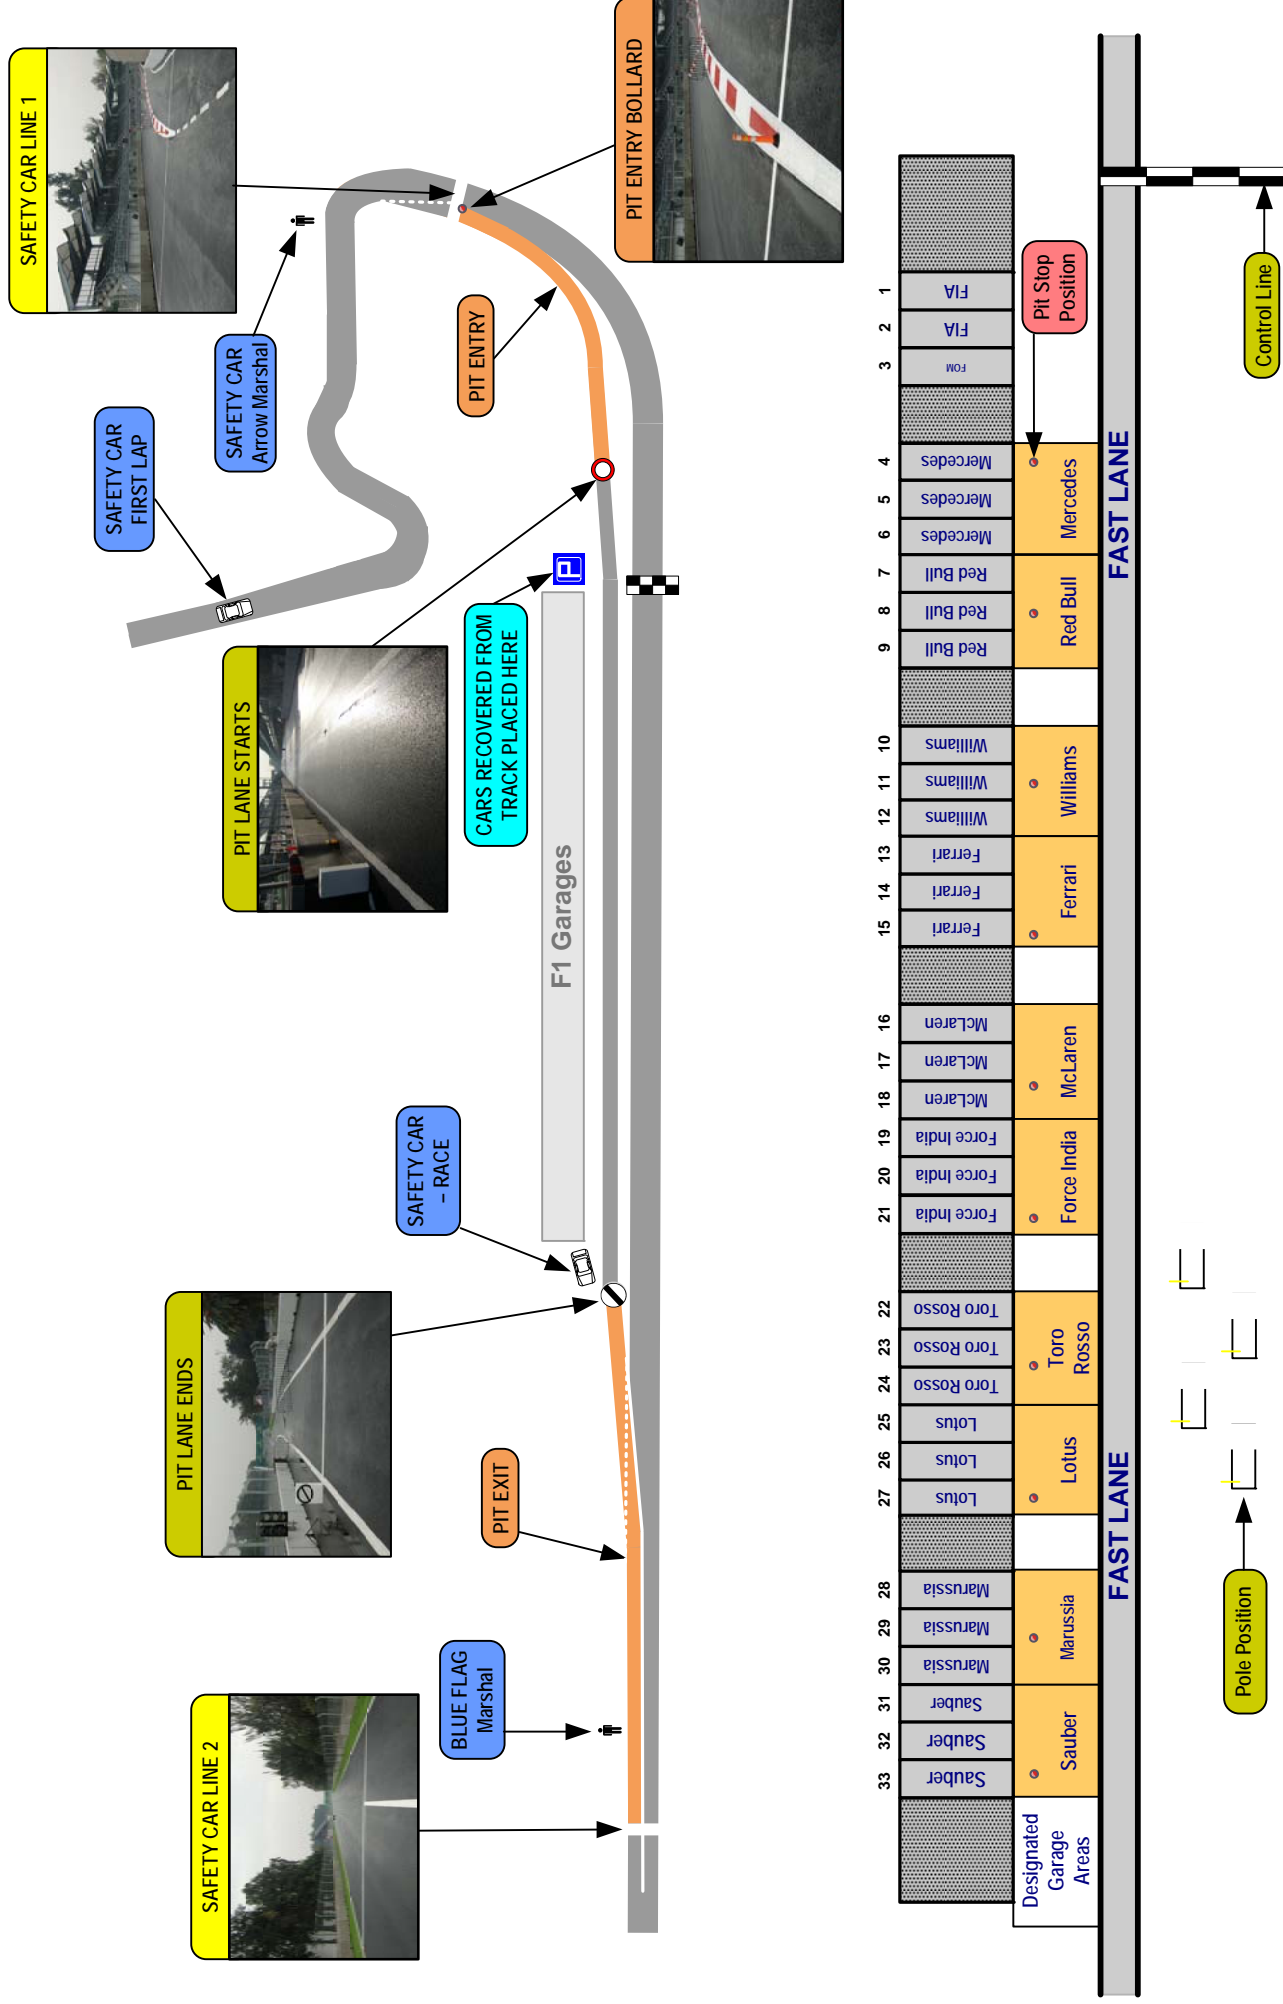 SAFETY CAR LINE 1
SAFETY CAR
Arrow Marshal
SAFETY CAR
FIRST LAP
PIT ENTRY BOLLARD
PIT ENTRY
PIT LANE STARTS
CARS RECOVERED FROM
TRACK PLACED HERE
P
F1 Garages
SAFETY CAR
– RACE
PIT LANE ENDS
PIT EXIT
BLUE FLAG
Marshal
SAFETY CAR LINE 2
1
FIA
2
FIA
3
FOM
4
Mercedes
5
Mercedes
6
Mercedes
7
Red Bull
8
Red Bull
9
Red Bull
10
Williams
11
Williams
12
Williams
13
Ferrari
14
Ferrari
15
Ferrari
16
McLaren
17
McLaren
18
McLaren
19
Force India
20
Force India
21
Force India
22
Toro Rosso
23
Toro Rosso
24
Toro Rosso
25
Lotus
26
Lotus
27
Lotus
28
Marussia
29
Marussia
30
Marussia
31
Sauber
32
Sauber
33
Sauber
Pit Stop
Position
Mercedes
Red Bull
Williams
Ferrari
McLaren
Force India
Toro
Rosso
Lotus
Marussia
Sauber
Designated
Garage
Areas
FAST LANE
FAST LANE
Control Line
Pole Position